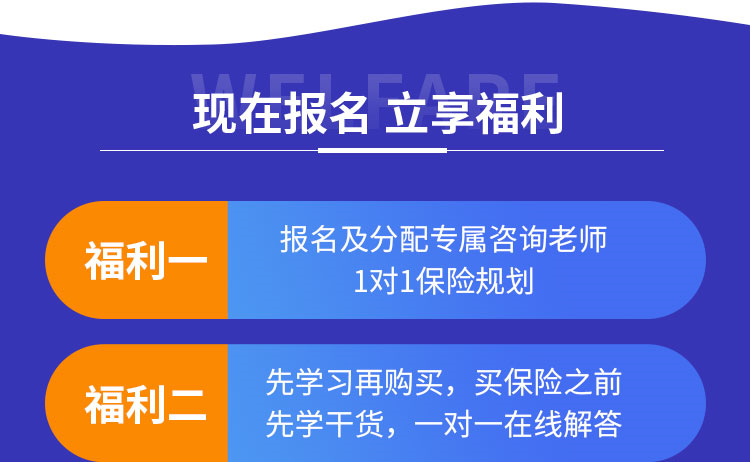 WELFARE
现在报名 立享福利
福利一
报名及分配专属咨询老师
1对1保险规划
福利二
先学习再购买，买保险之前
先学干货，一对一在线解答